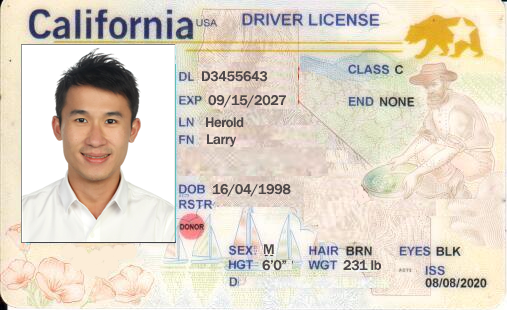 California USA DRIVER LICENSE
DL D3455643 CLASS C
EXP 09/15/2027 END NONE
LN Herold
FN Larry
DOB 16/04/1998
RSTR
DONOR
SEX M HAIR BRN EYES BLK
HGT 6'0" WGT 231 lb ISS
D 08/08/2020